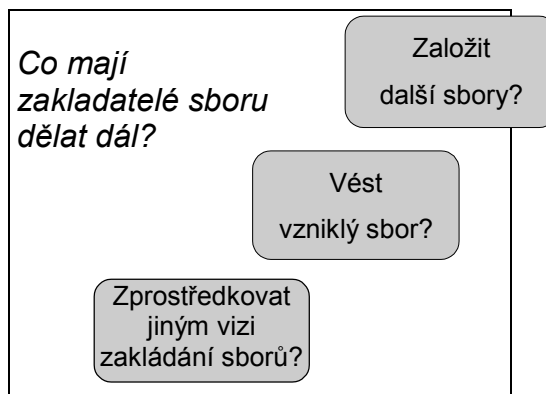 Co mají
zakladatelé sboru
dělat dál?
Založit
další sbory?
Vést
vzniklý sbor?
Zprostředkovat
jiným vizi
zakládání sborů?